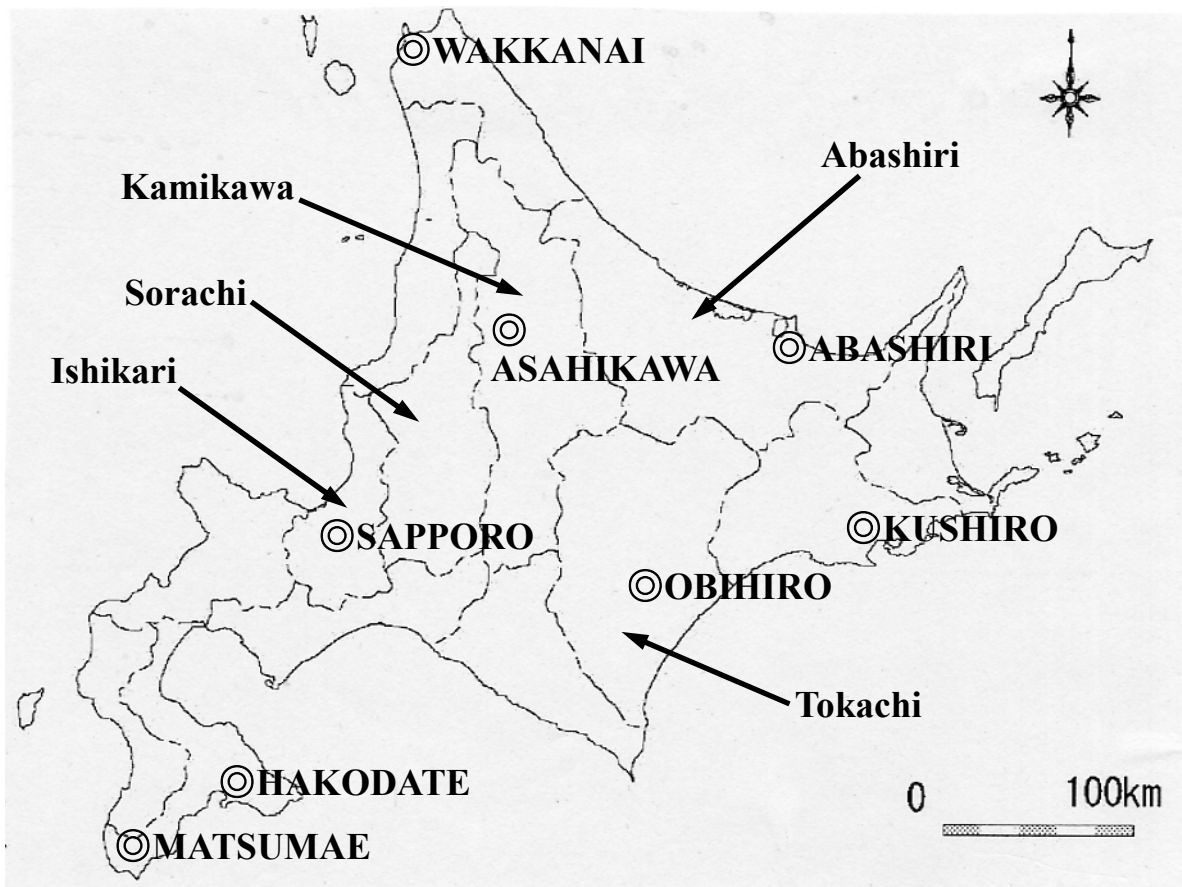 WAKKANAI
Abashiri
Kamikawa
Sorachi
ABASHIRI
ASAHIKAWA
Ishikari
SAPPORO
KUSHIRO
OBIHIRO
Tokachi
HAKODATE
0 100km
MATSUMAE